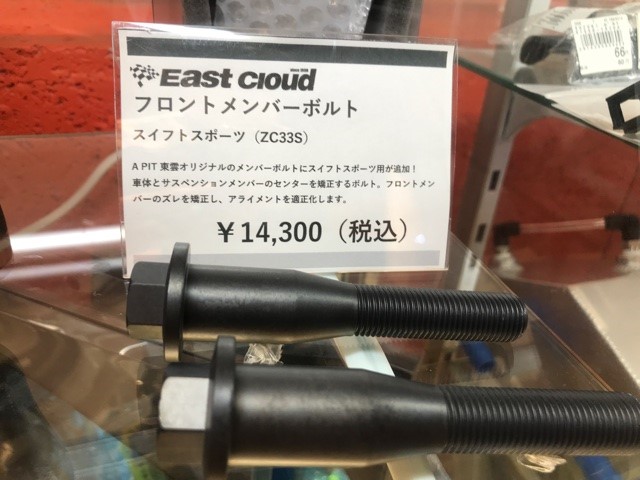 East Cloud
フロントメンバーボルト
スイフトスポーツ（ZC33S）
A PIT 東雲オリジナルのメンバーボルトにスイフトスポーツ用が追加！
車体とサスペンションメンバーのセンターを矯正するボルト。フロントメン
バーのズレを矯正し、アライメントを適正化します。
￥14,300（税込）